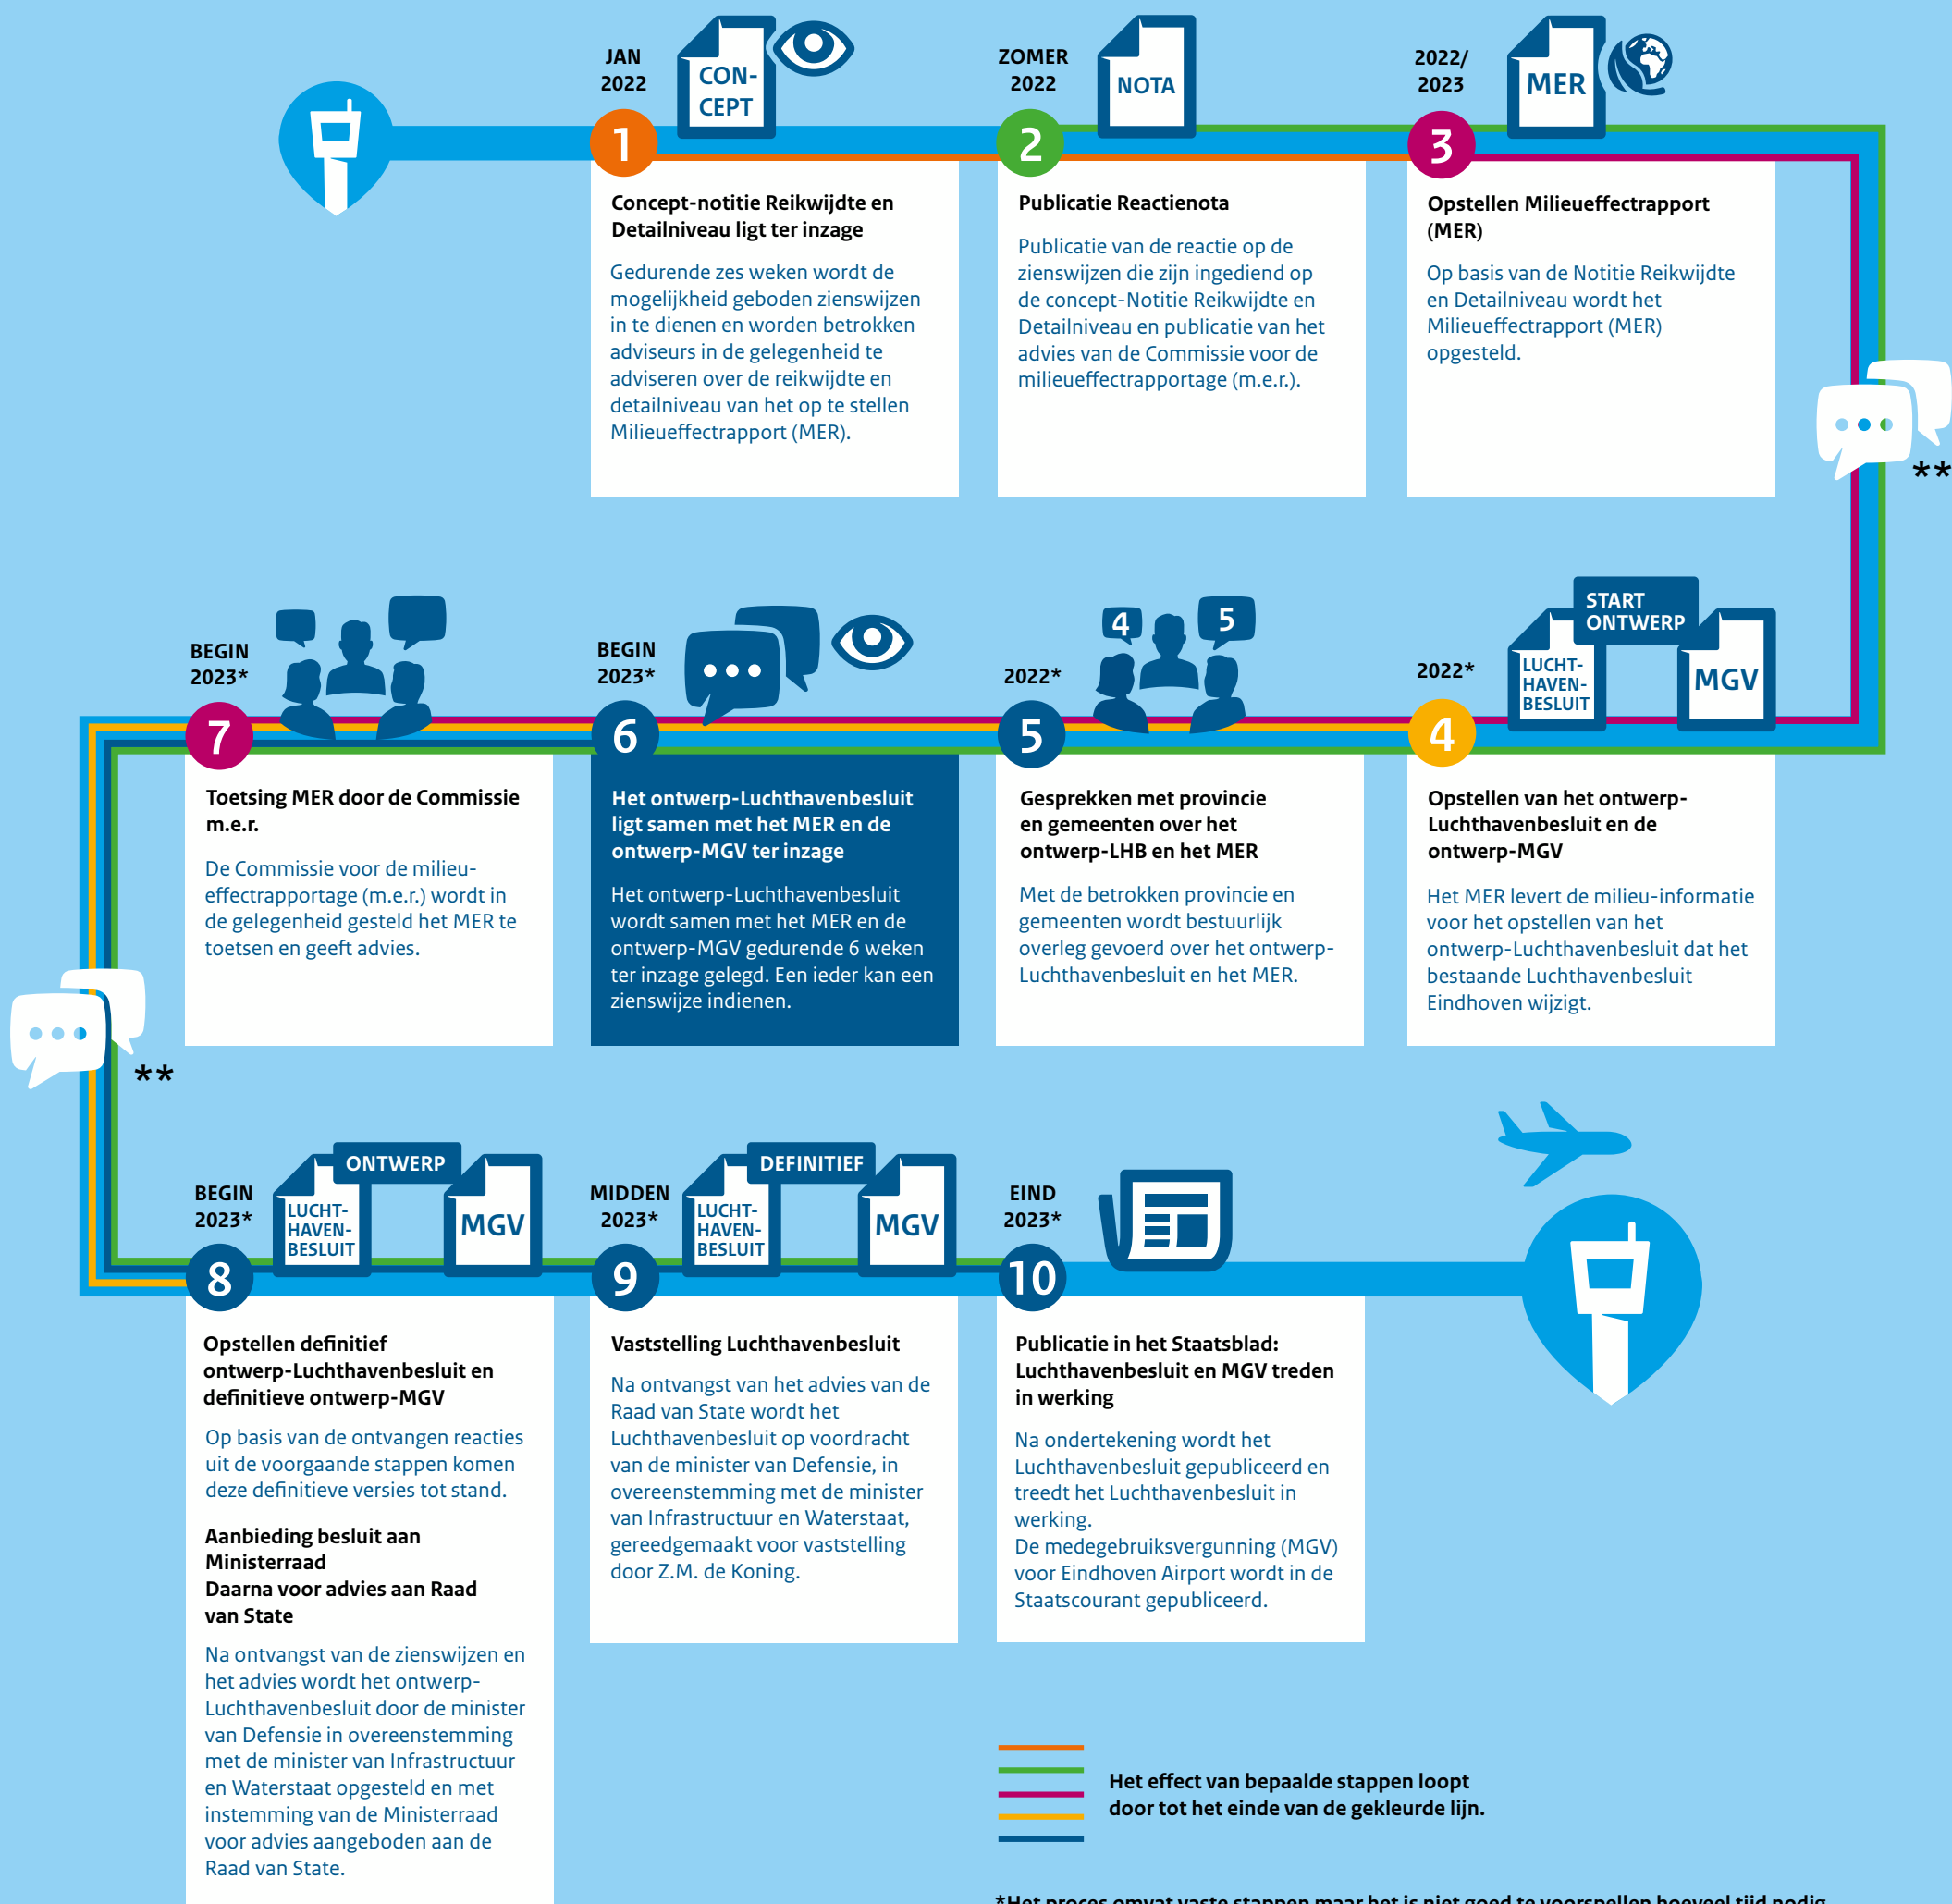 JAN
2022
CON-
CEPT
1
Concept-notitie Reikwijdte en
Detailniveau ligt ter inzage
Gedurende zes weken wordt de
mogelijkheid geboden zienswijzen
in te dienen en worden betrokken
adviseurs in de gelegenheid te
adviseren over de reikwijdte en
detailniveau van het op te stellen
Milieueffectrapport (MER).
ZOMER
2022
NOTA
2
Publicatie Reactienota
Publicatie van de reactie op de
zienswijzen die zijn ingediend op
de concept-Notitie Reikwijdte en
Detailniveau en publicatie van het
advies van de Commissie voor de
milieueffectrapportage (m.e.r.).
2022/
2023
MER
3
Opstellen Milieueffectrapport
(MER)
Op basis van de Notitie Reikwijdte
en Detailniveau wordt het
Milieueffectrapport (MER)
opgesteld.
**
START
ONTWERP
2022*
LUCHT-
HAVEN-
BESLUIT
MGV
4
Opstellen van het ontwerp-
Luchthavenbesluit en de
ontwerp-MGV
Het MER levert de milieu-informatie
voor het opstellen van het
ontwerp-Luchthavenbesluit dat het
bestaande Luchthavenbesluit
Eindhoven wijzigt.
4
5
2022*
5
Gesprekken met provincie
en gemeenten over het
ontwerp-LHB en het MER
Met de betrokken provincie en
gemeenten wordt bestuurlijk
overleg gevoerd over het ontwerp-
Luchthavenbesluit en het MER.
BEGIN
2023*
6
Het ontwerp-Luchthavenbesluit
ligt samen met het MER en de
ontwerp-MGV ter inzage
Het ontwerp-Luchthavenbesluit
wordt samen met het MER en de
ontwerp-MGV gedurende 6 weken
ter inzage gelegd. Een ieder kan een
zienswijze indienen.
BEGIN
2023*
7
Toetsing MER door de Commissie
m.e.r.
De Commissie voor de milieu-
effectrapportage (m.e.r.) wordt in
de gelegenheid gesteld het MER te
toetsen en geeft advies.
**
BEGIN
2023*
ONTWERP
LUCHT-
HAVEN-
BESLUIT
MGV
8
Opstellen definitief
ontwerp-Luchthavenbesluit en
definitieve ontwerp-MGV
Op basis van de ontvangen reacties
uit de voorgaande stappen komen
deze definitieve versies tot stand.
Aanbieding besluit aan
Ministerraad
Daarna voor advies aan Raad
van State
Na ontvangst van de zienswijzen en
het advies wordt het ontwerp-
Luchthavenbesluit door de minister
van Defensie in overeenstemming
met de minister van Infrastructuur
en Waterstaat opgesteld en met
instemming van de Ministerraad
voor advies aangeboden aan de
Raad van State.
MIDDEN
2023*
DEFINITIEF
LUCHT-
HAVEN-
BESLUIT
MGV
9
Vaststelling Luchthavenbesluit
Na ontvangst van het advies van de
Raad van State wordt het
Luchthavenbesluit op voordracht
van de minister van Defensie, in
overeenstemming met de minister
van Infrastructuur en Waterstaat,
gereedgemaakt voor vaststelling
door Z.M. de Koning.
EIND
2023*
10
Publicatie in het Staatsblad:
Luchthavenbesluit en MGV treden
in werking
Na ondertekening wordt het
Luchthavenbesluit gepubliceerd en
treedt het Luchthavenbesluit in
werking.
De medegebruiksvergunning (MGV)
voor Eindhoven Airport wordt in de
Staatscourant gepubliceerd.
Het effect van bepaalde stappen loopt
door tot het einde van de gekleurde lijn.
*Het proces omvat vaste stappen maar het is niet goed te voorspellen hoeveel tijd nodig